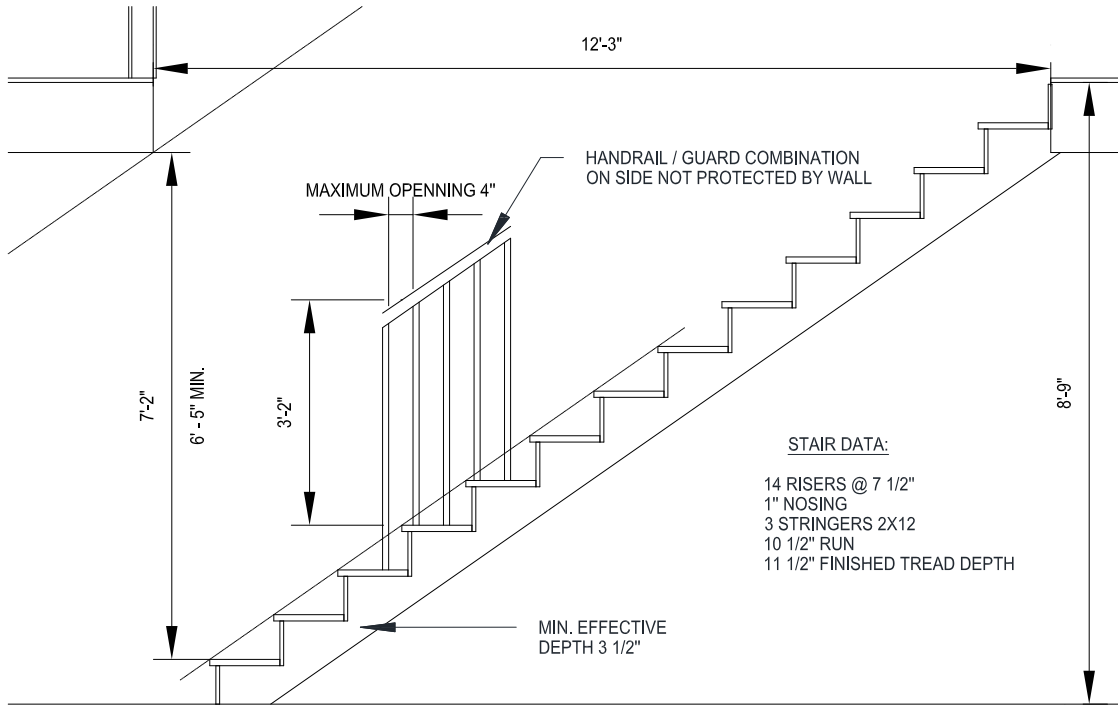 12'-3"
HANDRAIL / GUARD COMBINATION
ON SIDE NOT PROTECTED BY WALL
MAXIMUM OPENNING 4"
7'-2"
6' - 5" MIN.
3'-2"
8'-9"
STAIR DATA:
14 RISERS @ 7 1/2"
1" NOSING
3 STRINGERS 2X12
10 1/2" RUN
11 1/2" FINISHED TREAD DEPTH
MIN. EFFECTIVE
DEPTH 3 1/2"